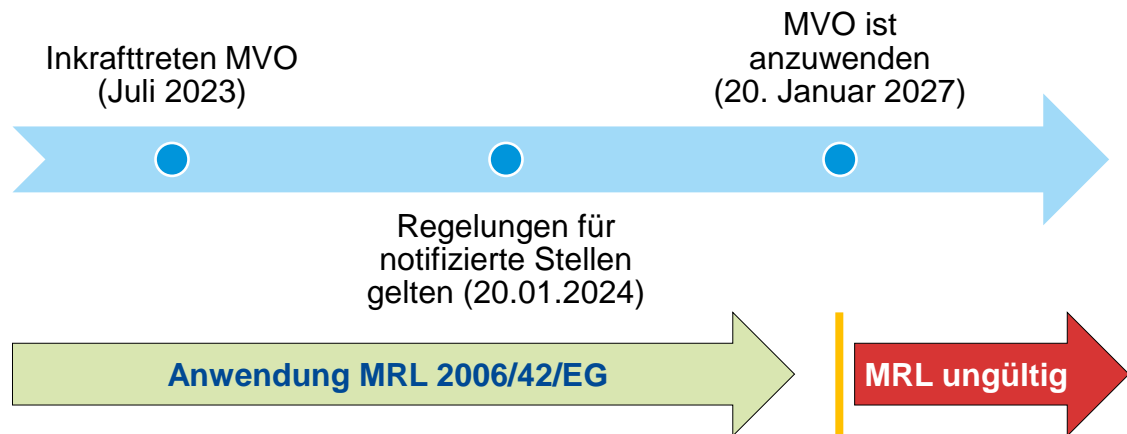 Inkrafttreten MVO
(Juli 2023)
MVO ist
anzuwenden
(20. Januar 2027)
Regelungen für
notifizierte Stellen
gelten (20.01.2024)
Anwendung MRL 2006/42/EG
MRL ungültig